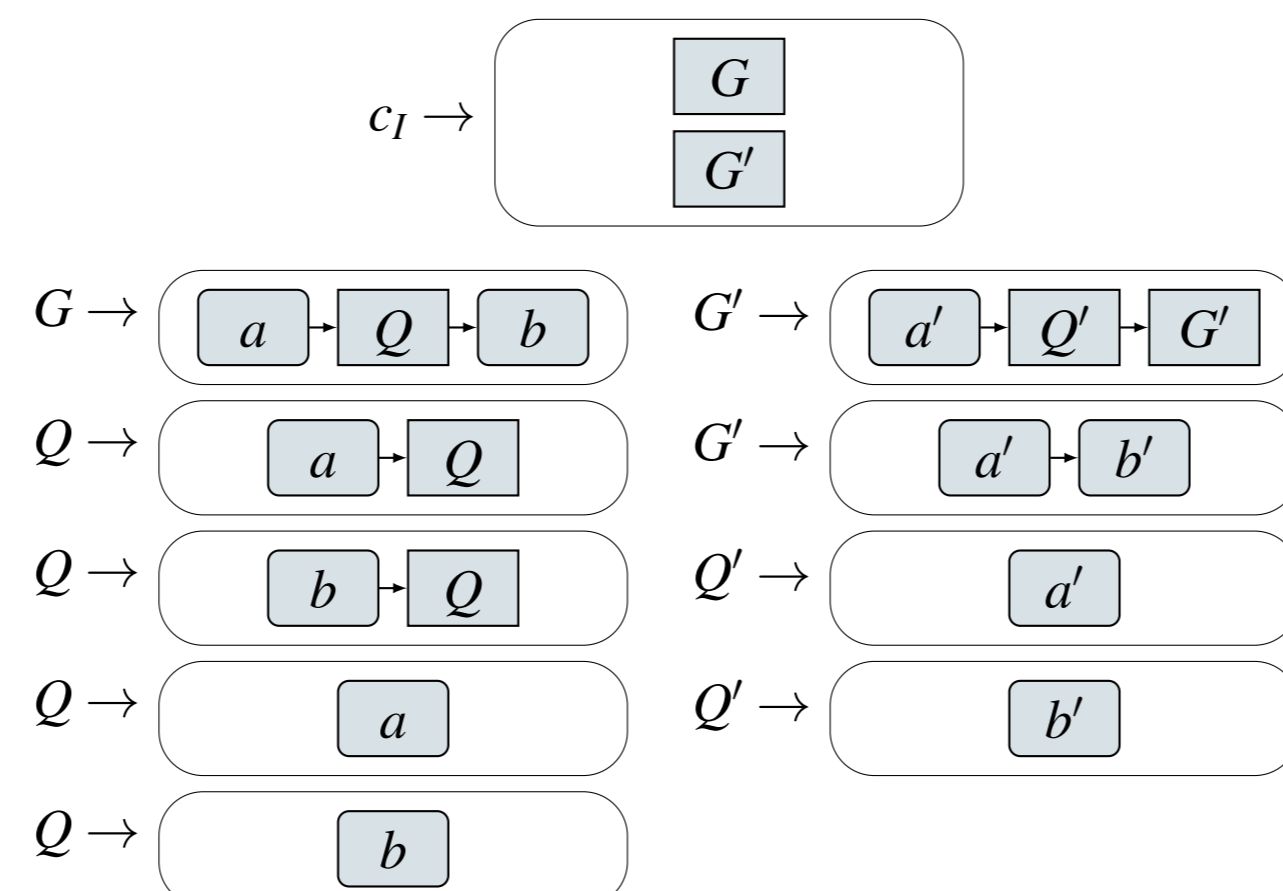 c_I → G
G′
G → a Q b
G′ → a′ Q′ G′
Q → a Q
G′ → a′ b′
Q → b Q
Q′ → a′
Q → a
Q′ → b′
Q → b